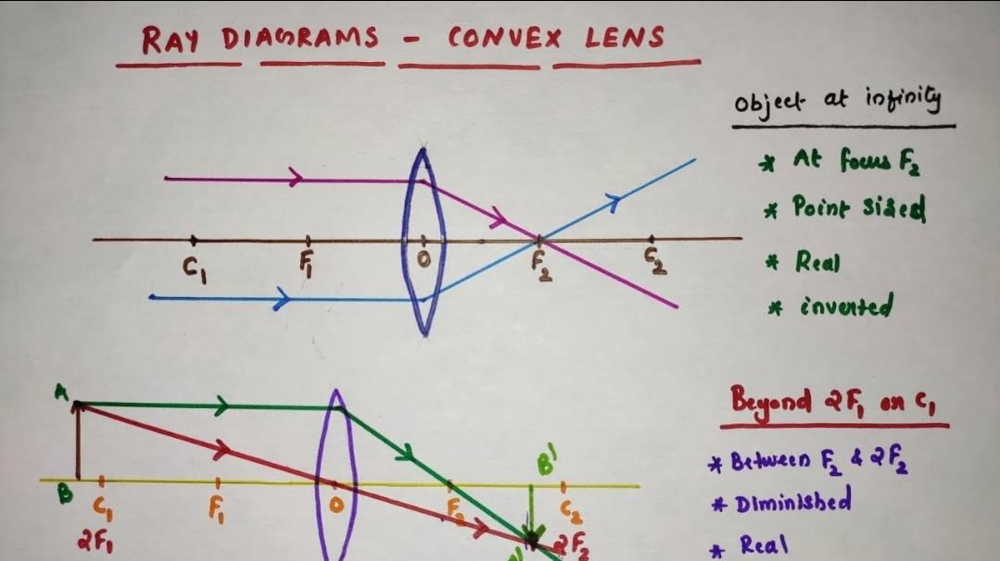 RAY DIAGRAMS - CONVEX LENS
Object at infinity
* At focus F₂
* Point sized
* Real
* inverted
C₁ F₁ O F₂ C₂
Beyond 2F₁ or C₁
* Between F₂ & 2F₂
* Diminished
* Real
A
B'
B C₁ F₁ O F₂ C₂
2F₁ 2F₂
A'